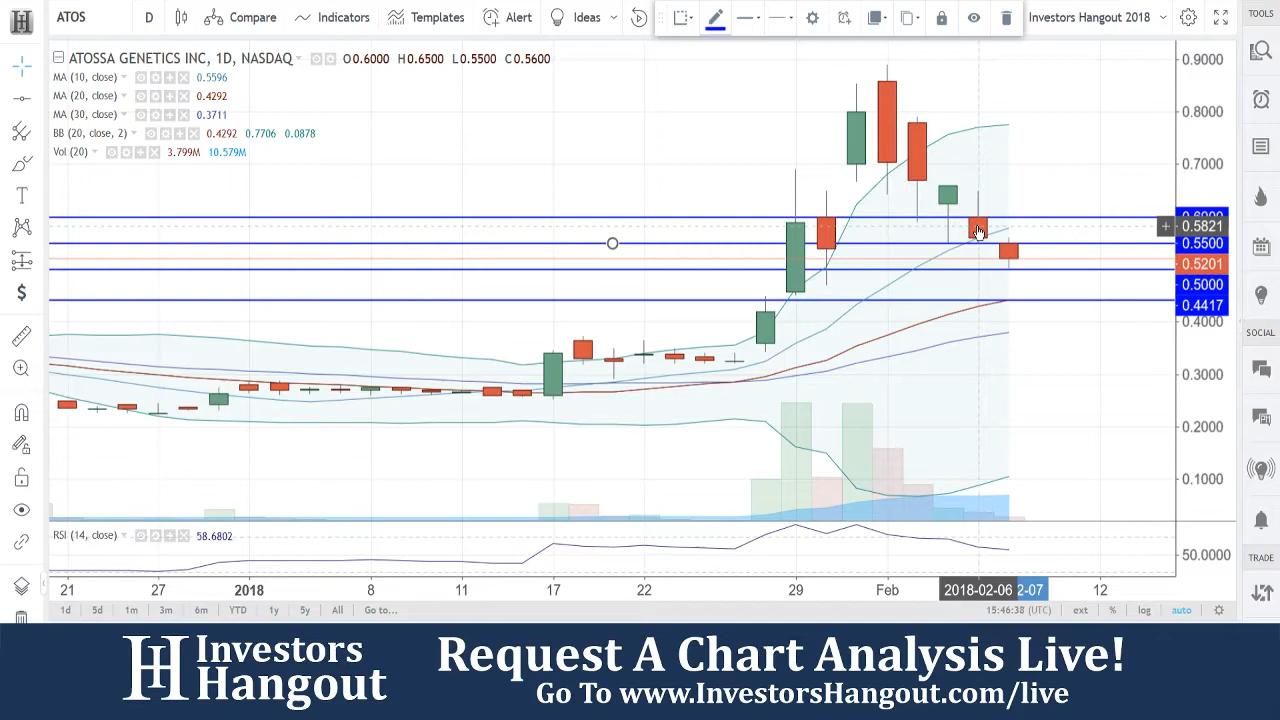 ATOS D Compare Indicators Templates Alert Ideas Investors Hangout 2018 TOOLS
ATOSSA GENETICS INC, 1D, NASDAQ O0.6000 H0.6500 L0.5500 C0.5600
MA (10, close) 0.5596
MA (20, close) 0.4292
MA (30, close) 0.3711
BB (20, close, 2) 0.4292 0.7706 0.0878
Vol (20) 3.799M 10.579M
0.9000
0.8000
0.7000
0.6000
0.5821
0.5500
0.5201
0.5000
0.4417
0.4000
0.3000
0.2000
0.1000
SOCIAL
RSI (14, close) 58.6802
50.0000
TRADE
21 27 2018 8 11 17 22 29 Feb 2018-02-06 2-07 12
1d 5d 1m 3m 6m YTD 1y 5y All Go to... 15:46:38 (UTC) ext % log auto
Investors
Hangout
Request A Chart Analysis Live!
Go To www.InvestorsHangout.com/live